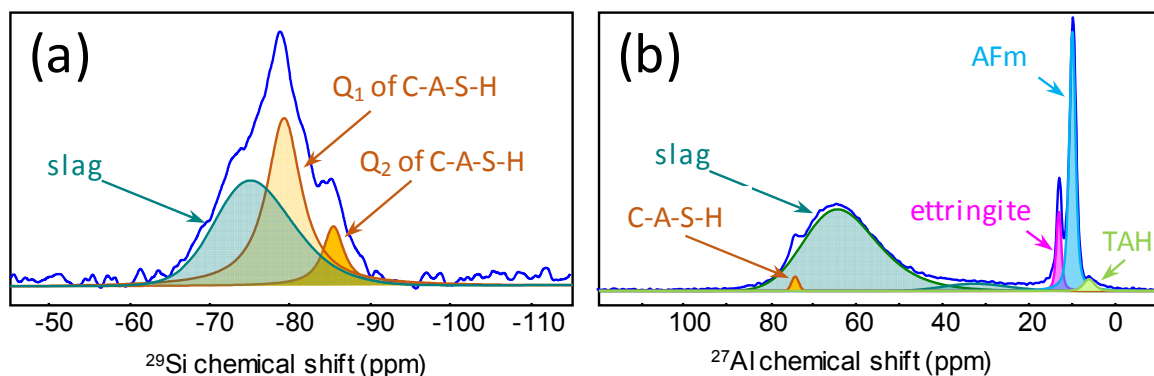 (a)
Q1 of C-A-S-H
Q2 of C-A-S-H
slag
-50 -60 -70 -80 -90 -100 -110
29Si chemical shift (ppm)
(b)
AFm
slag
C-A-S-H
ettringite
TAH
100 80 60 40 20 0
27Al chemical shift (ppm)